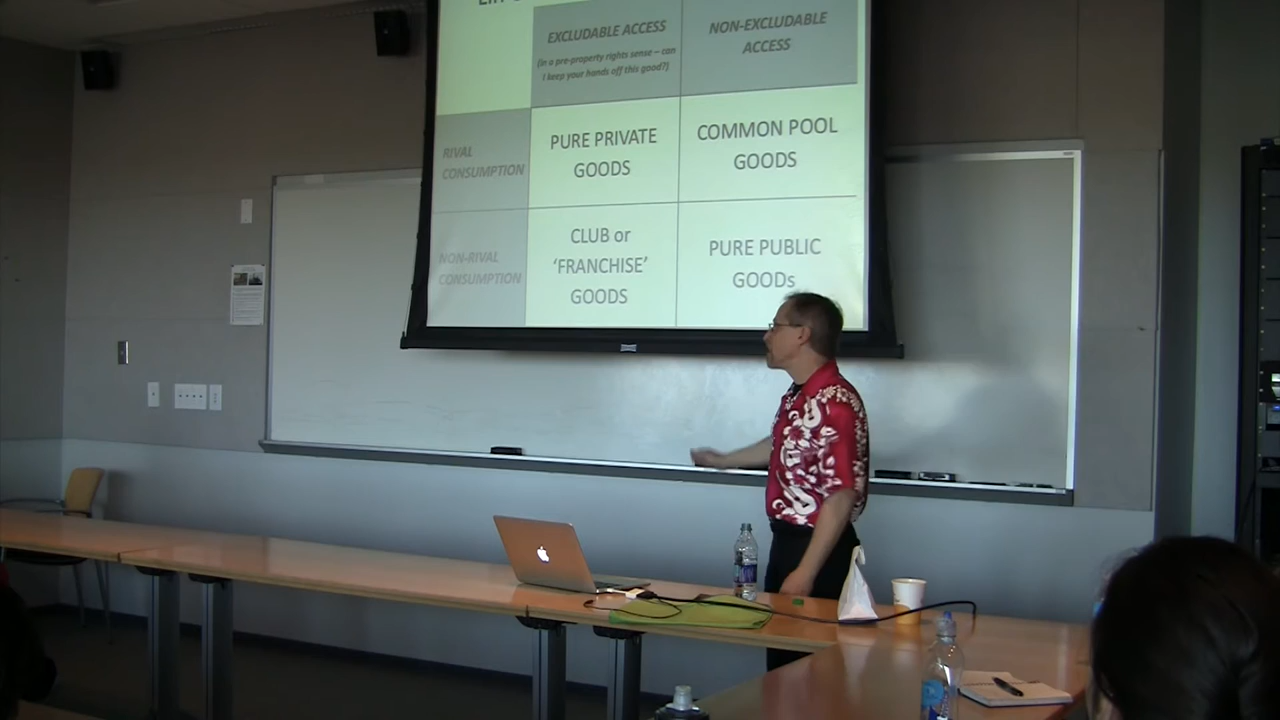 EXCLUDABLE ACCESS
(in a pre-property rights sense – can
I keep your hands off this good?)
NON-EXCLUDABLE
ACCESS
RIVAL
CONSUMPTION
PURE PRIVATE
GOODS
COMMON POOL
GOODS
NON-RIVAL
CONSUMPTION
CLUB or
‘FRANCHISE’
GOODS
PURE PUBLIC
GOODs